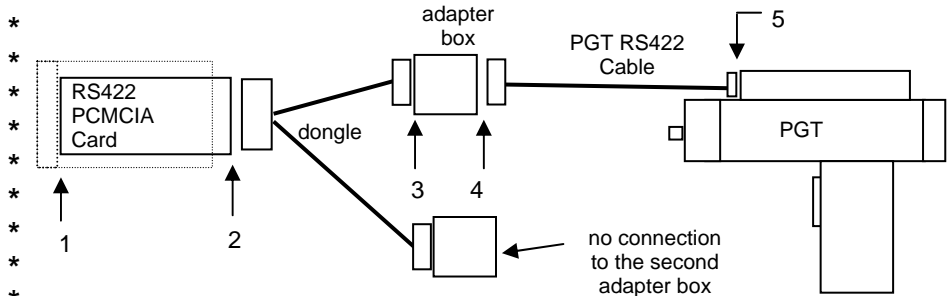 *
*
*
*
*
*
*
*
*
adapter
box
5
PGT RS422
Cable
RS422
PCMCIA
Card
dongle
PGT
3
4
1
2
no connection
to the second
adapter box